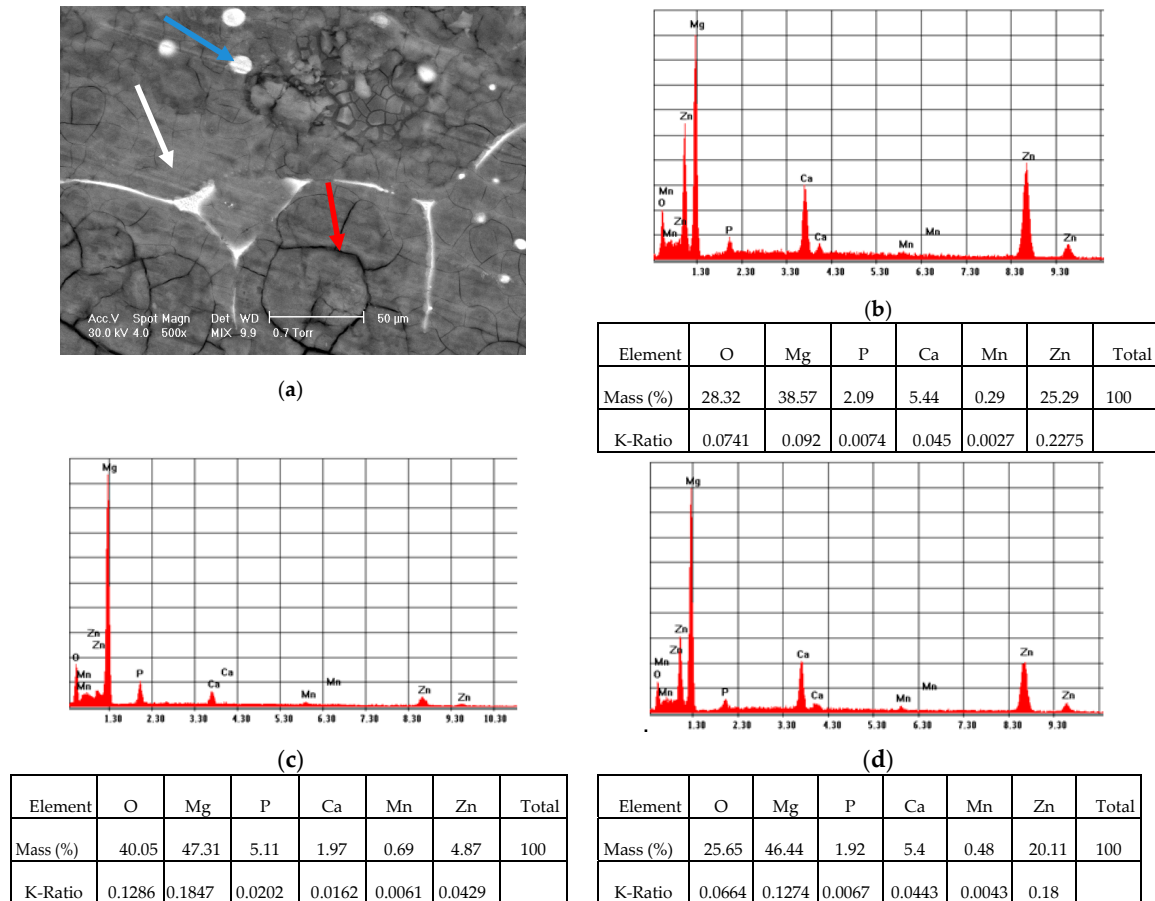 Acc.V Spot Magn Det WD 50 µm
30.0 kV 4.0 500x MIX 9.9 0.7 Torr
(a)
Mg
Zn
Zn
Ca
Mn
O
Zn
Mn
P
Ca
Mn
Mn
Zn
1.30 2.30 3.30 4.30 5.30 6.30 7.30 8.30 9.30
(b)
Element O Mg P Ca Mn Zn Total
Mass (%) 28.32 38.57 2.09 5.44 0.29 25.29 100
K-Ratio 0.0741 0.092 0.0074 0.045 0.0027 0.2275
Mg
Zn
Zn
O
Mn
Mn
P
Ca
Ca
Mn
Mn
Zn
Zn
1.30 2.30 3.30 4.30 5.30 6.30 7.30 8.30 9.30 10.30
(c)
Element O Mg P Ca Mn Zn Total
Mass (%) 40.05 47.31 5.11 1.97 0.69 4.87 100
K-Ratio 0.1286 0.1847 0.0202 0.0162 0.0061 0.0429
Mg
Zn
Zn
Mn
O
Mn
P
Ca
Ca
Mn
Mn
Zn
Zn
1.30 2.30 3.30 4.30 5.30 6.30 7.30 8.30 9.30
(d)
Element O Mg P Ca Mn Zn Total
Mass (%) 25.65 46.44 1.92 5.4 0.48 20.11 100
K-Ratio 0.0664 0.1274 0.0067 0.0443 0.0043 0.18